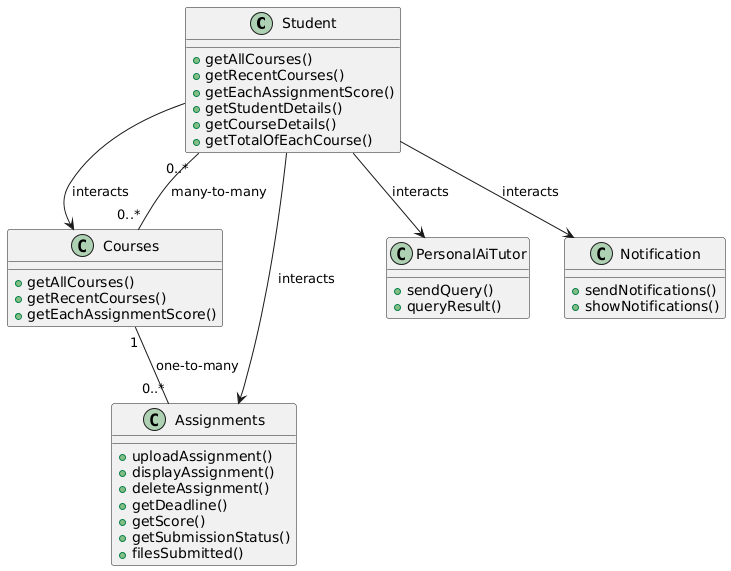 C Student
getAllCourses()
getRecentCourses()
getEachAssignmentScore()
getStudentDetails()
getCourseDetails()
getTotalOfEachCourse()
0..*
interacts
many-to-many
interacts
interacts
0..*
C Courses
getAllCourses()
getRecentCourses()
getEachAssignmentScore()
C PersonalAiTutor
sendQuery()
queryResult()
C Notification
sendNotifications()
showNotifications()
interacts
1
one-to-many
0..*
C Assignments
uploadAssignment()
displayAssignment()
deleteAssignment()
getDeadline()
getScore()
getSubmissionStatus()
filesSubmitted()